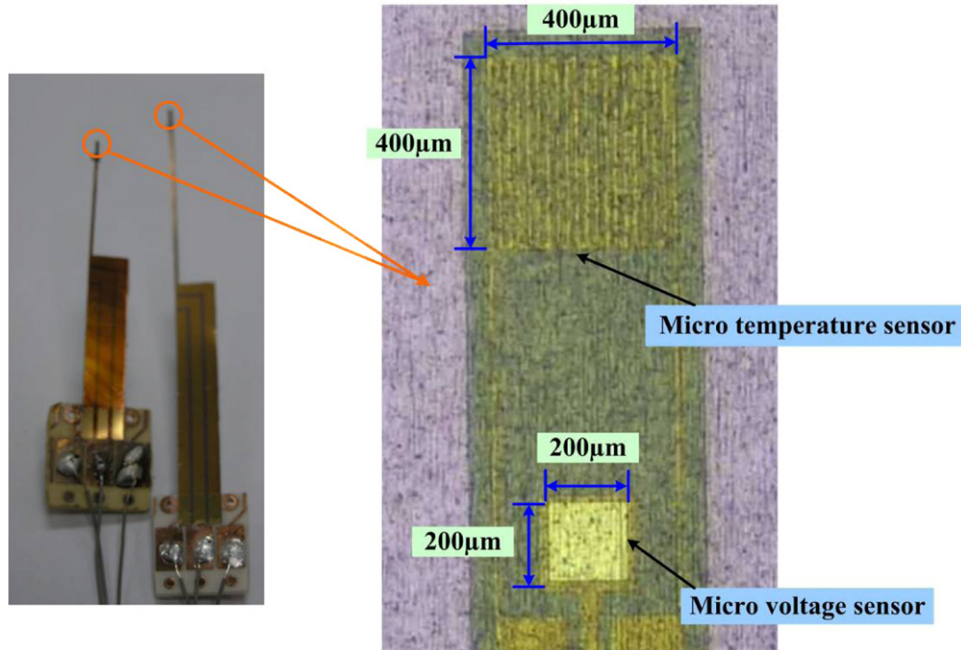 400μm
400μm
Micro temperature sensor
200μm
200μm
Micro voltage sensor